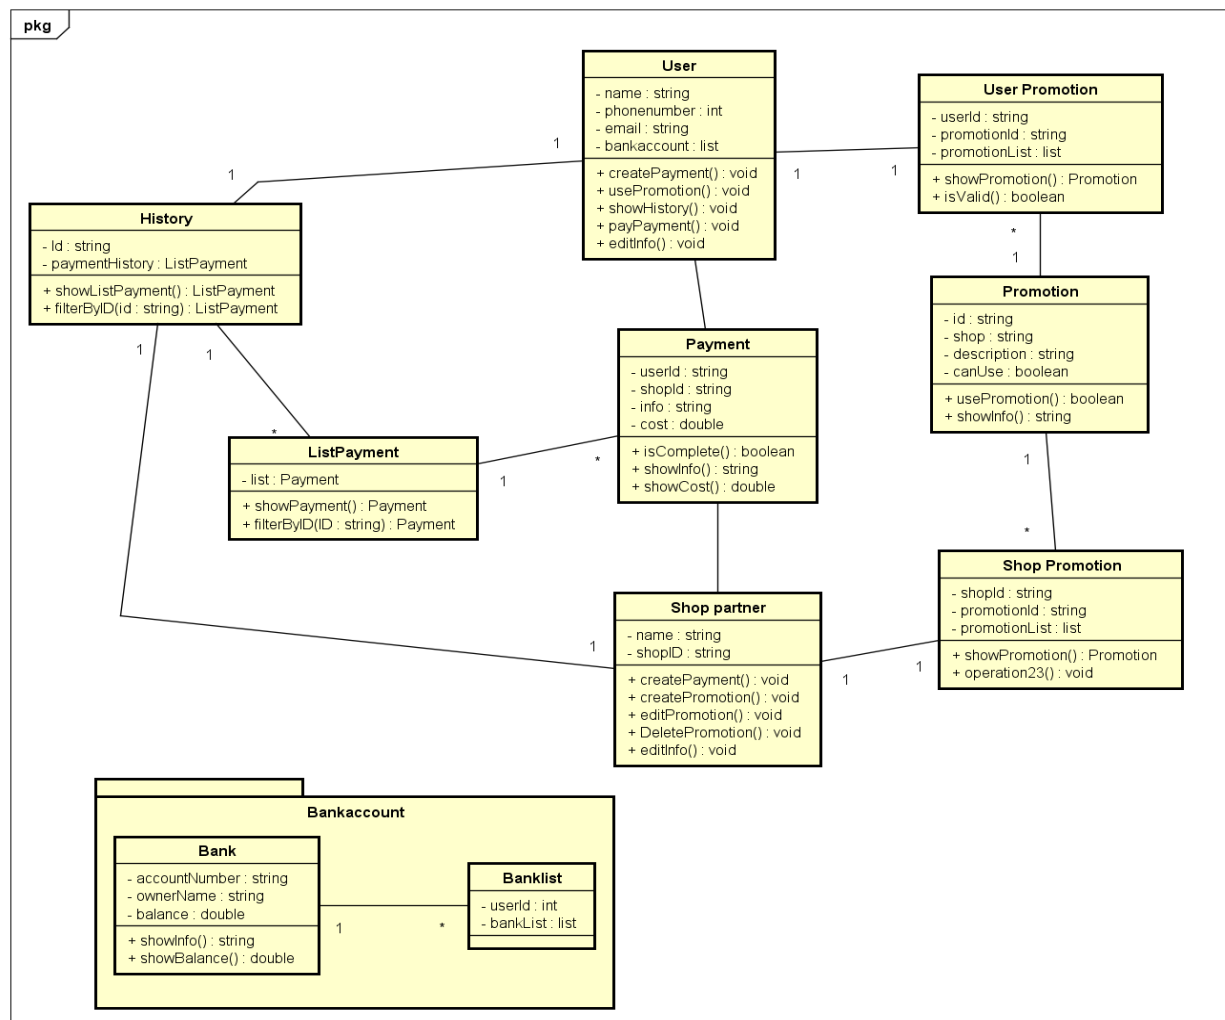 pkg
User
- name : string
- phonenumber : int
- email : string
- bankaccount : list
+ createPayment() : void
+ usePromotion() : void
+ showHistory() : void
+ payPayment() : void
+ editInfo() : void
User Promotion
- userId : string
- promotionId : string
- promotionList : list
+ showPromotion() : Promotion
+ isValid() : boolean
1
1
1
1
History
- Id : string
- paymentHistory : ListPayment
+ showListPayment() : ListPayment
+ filterByID(id : string) : ListPayment
*
1
Promotion
- id : string
- shop : string
- description : string
- canUse : boolean
+ usePromotion() : boolean
+ showInfo() : string
Payment
- userId : string
- shopId : string
- info : string
- cost : double
+ isComplete() : boolean
+ showInfo() : string
+ showCost() : double
1
1
*
ListPayment
- list : Payment
+ showPayment() : Payment
+ filterByID(ID : string) : Payment
1
*
1
*
Shop Promotion
- shopId : string
- promotionId : string
- promotionList : list
+ showPromotion() : Promotion
+ operation23() : void
Shop partner
- name : string
- shopID : string
+ createPayment() : void
+ createPromotion() : void
+ editPromotion() : void
+ DeletePromotion() : void
+ editInfo() : void
1
1
1
Bankaccount
Bank
- accountNumber : string
- ownerName : string
- balance : double
+ showInfo() : string
+ showBalance() : double
1
*
Banklist
- userId : int
- bankList : list